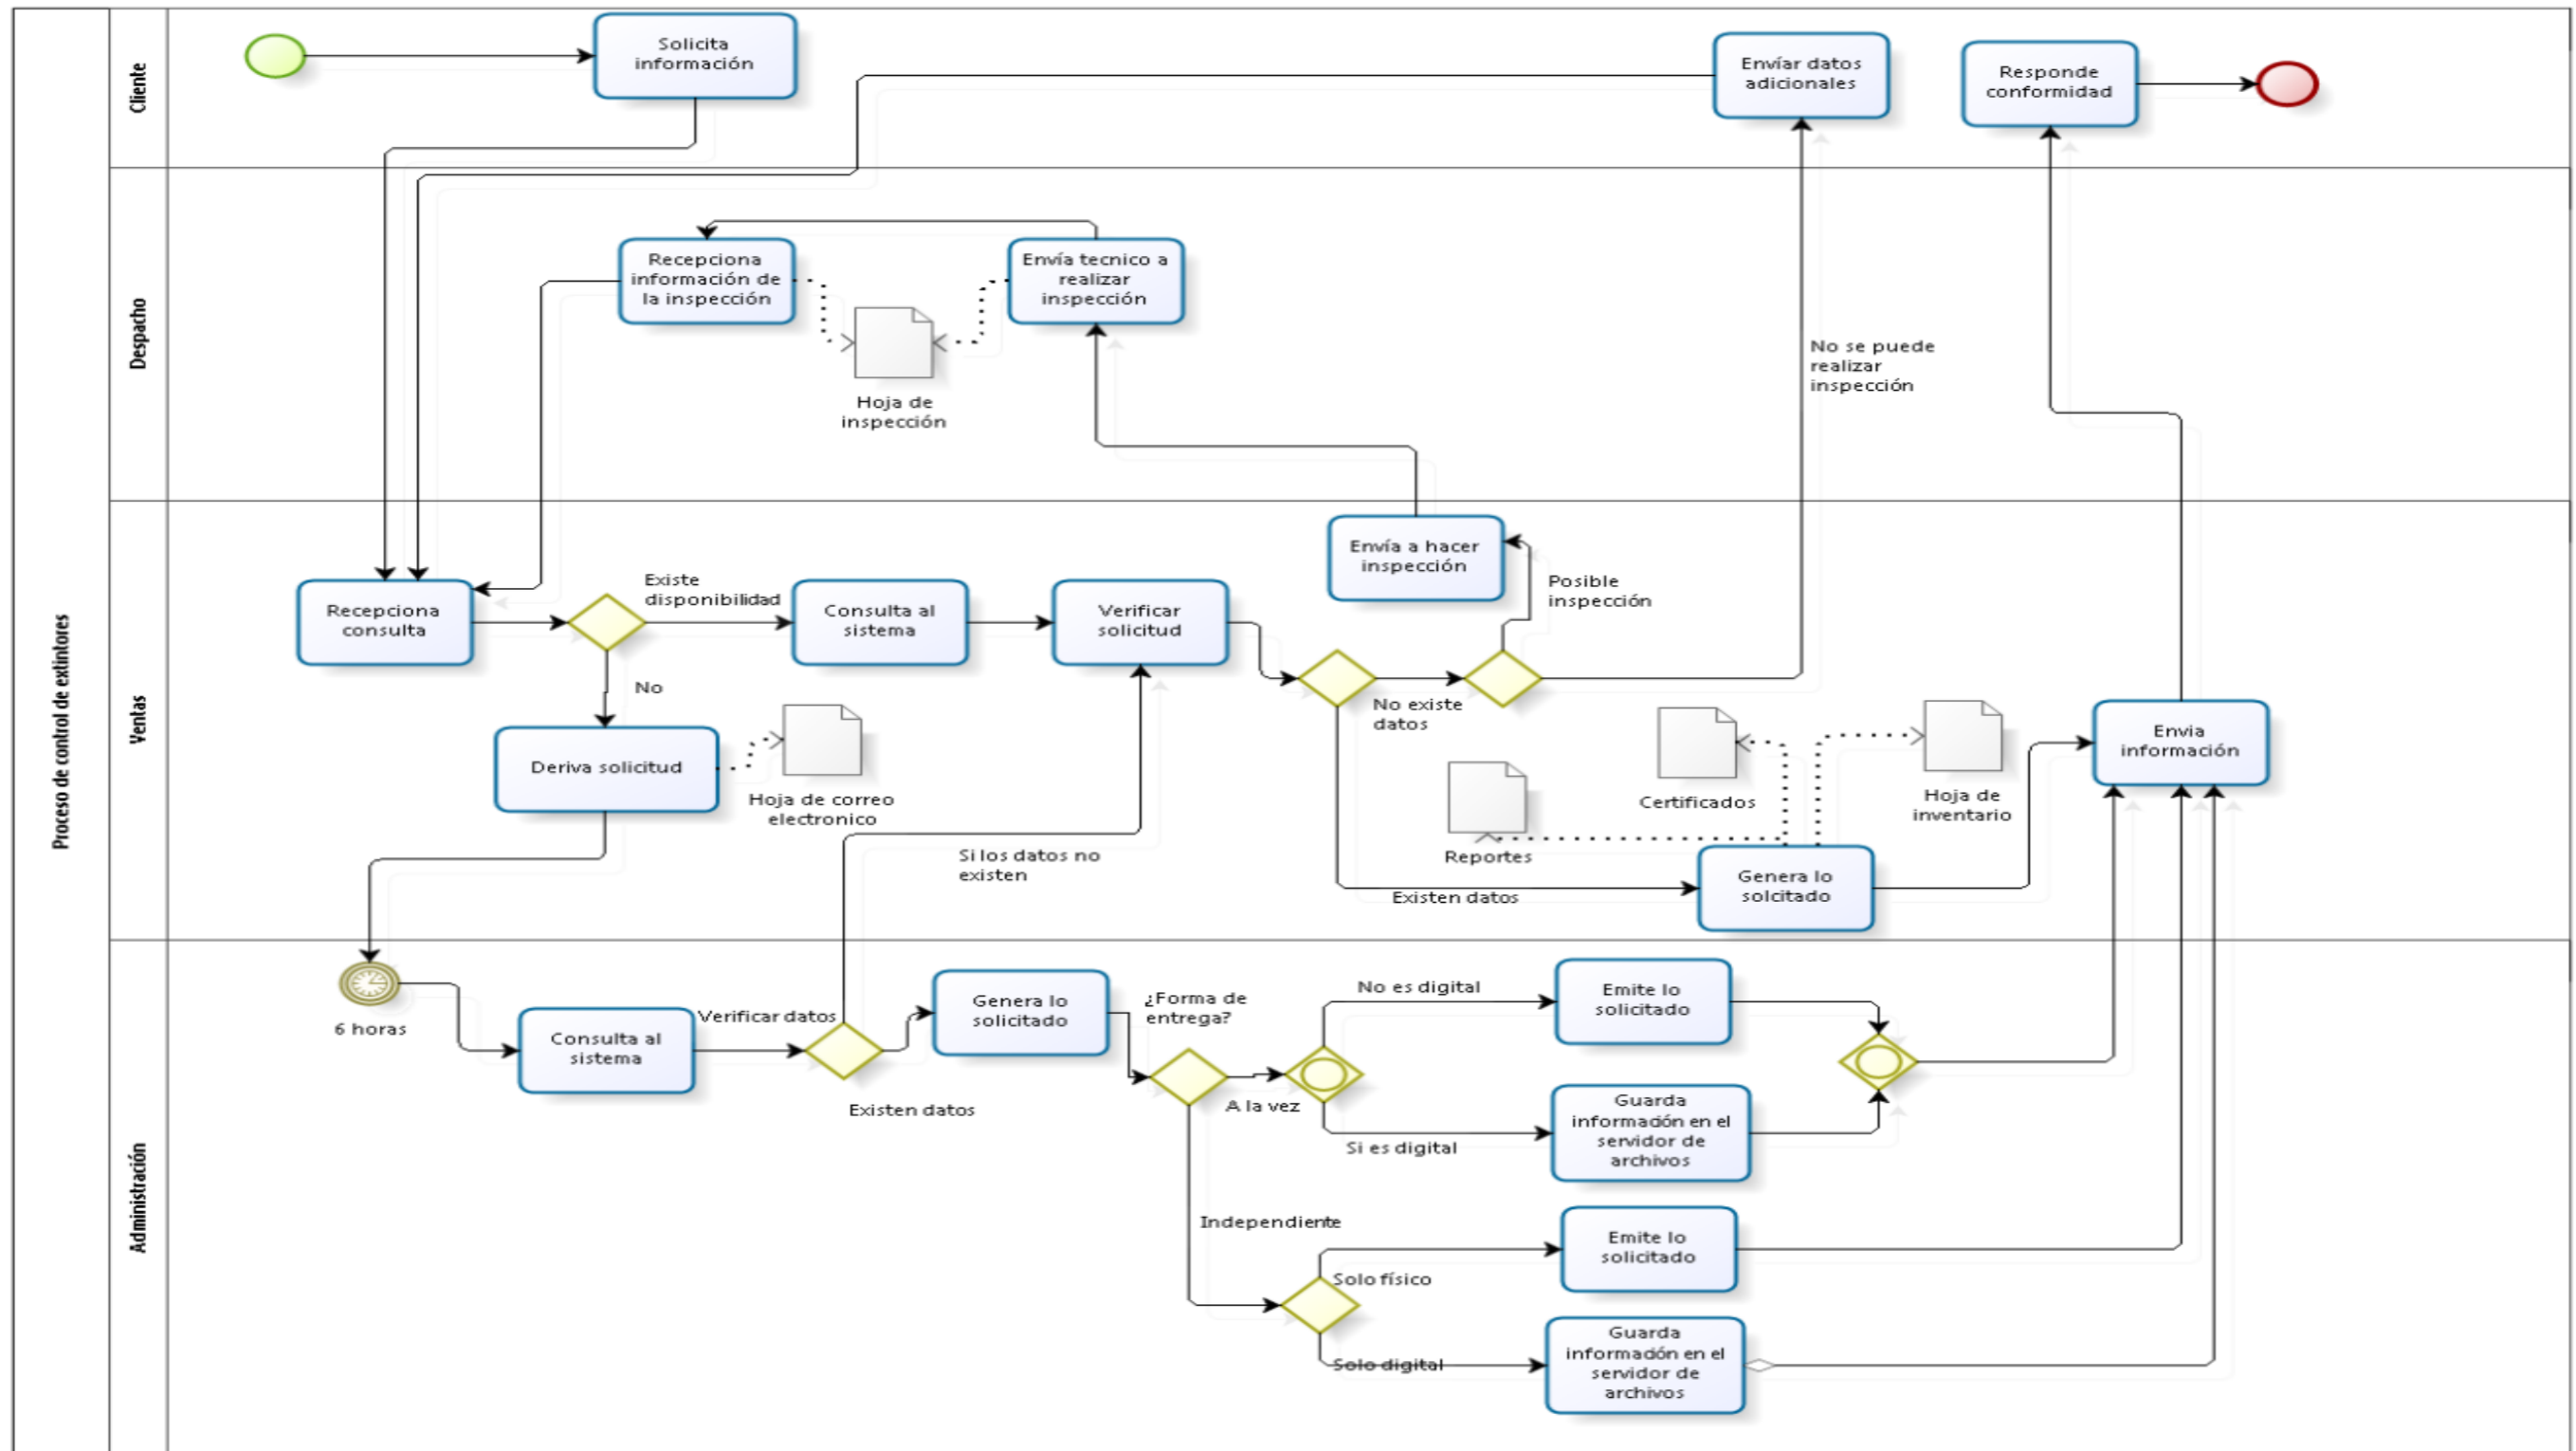 Proceso de control de extintores
Cliente
Solicita
información
Envíar datos
adicionales
Responde
conformidad
Despacho
Recepciona
información de
la inspección
Envía tecnico a
realizar
inspección
Hoja de
inspección
No se puede
realizar
inspección
Ventas
Recepciona
consulta
Existe
disponibilidad
Consulta al
sistema
Verificar
solicitud
Envía a hacer
inspección
Posible
inspección
No
No existe
datos
Deriva solicitud
Hoja de correo
electronico
Si los datos no
existen
Reportes
Certificados
Hoja de
inventario
Existen datos
Genera lo
solcitado
Envia
información
Administración
6 horas
Consulta al
sistema
Verificar datos
Existen datos
Genera lo
solicitado
¿Forma de
entrega?
A la vez
No es digital
Si es digital
Emite lo
solicitado
Guarda
información en el
servidor de
archivos
Independiente
Solo físico
Solo digital
Emite lo
solicitado
Guarda
información en el
servidor de
archivos